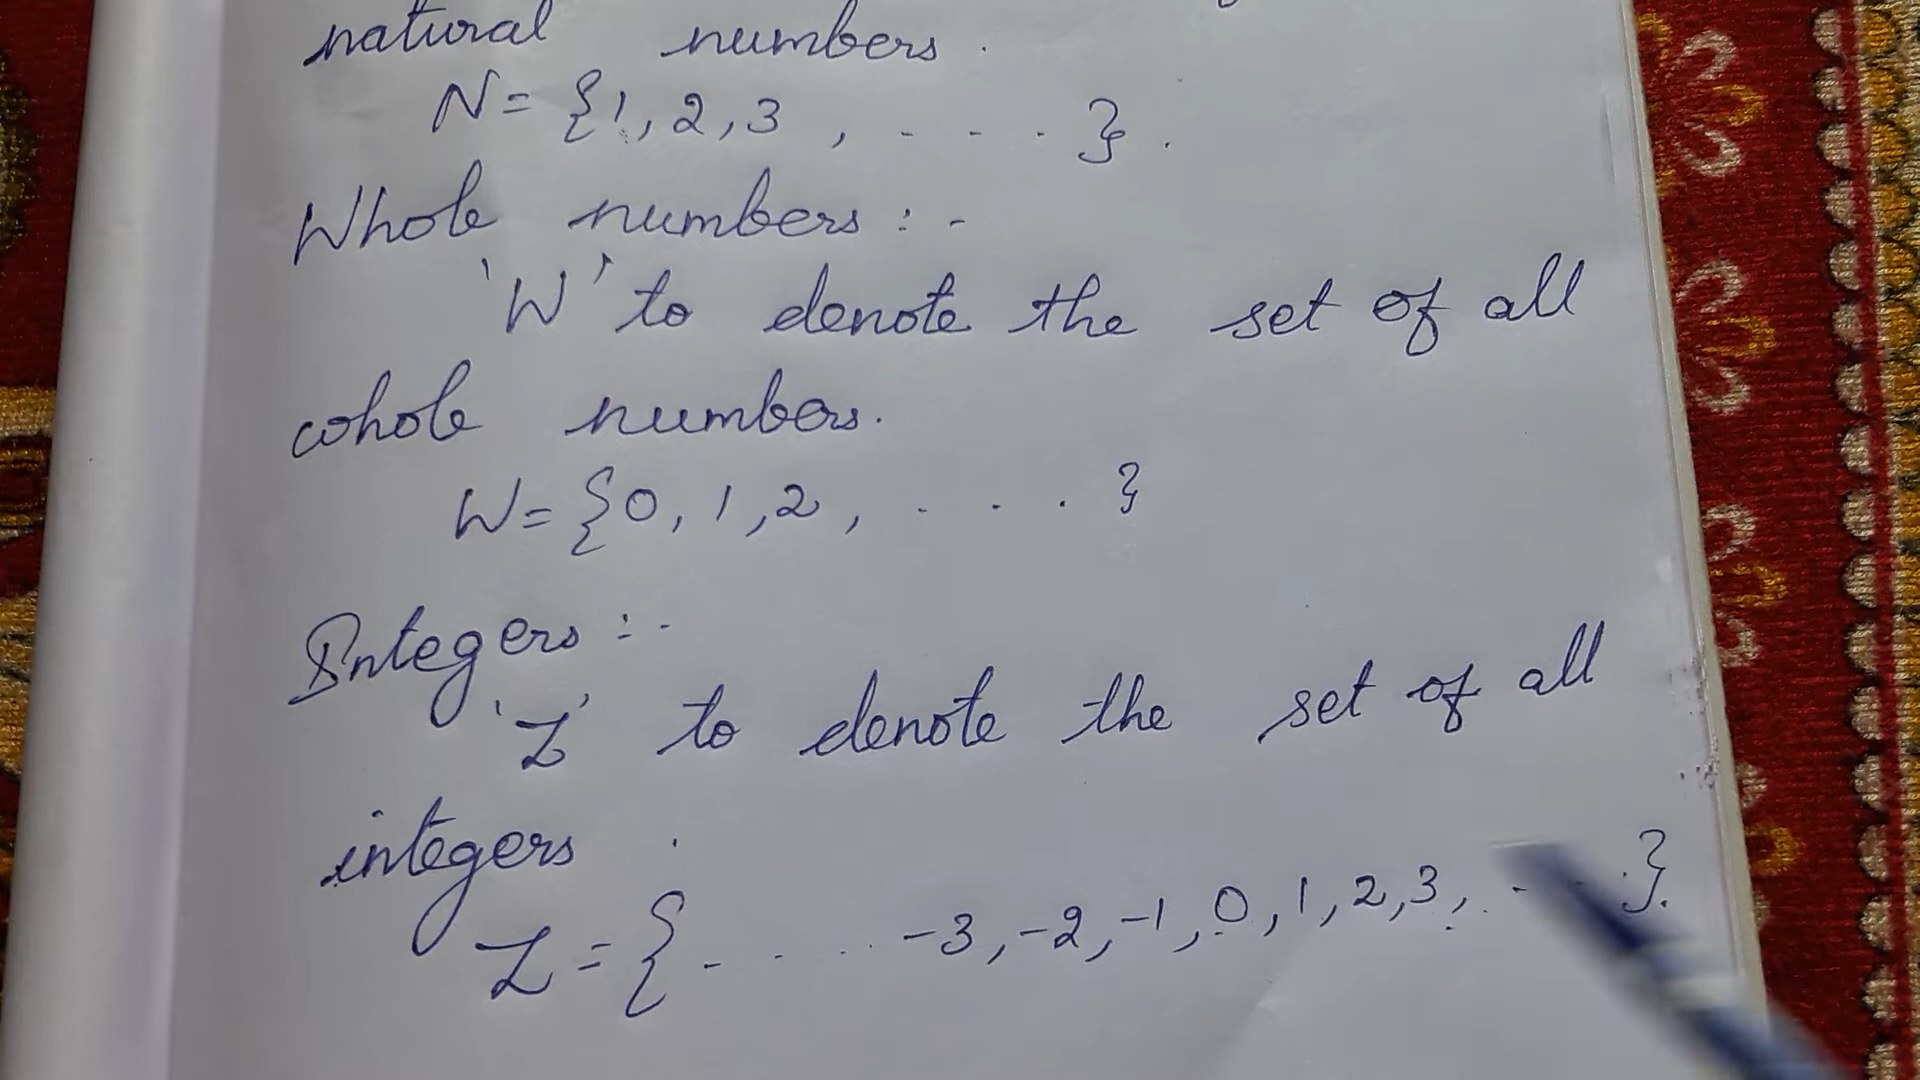 natural numbers.
N = {1, 2, 3, . . . . }.
Whole numbers : -
'W' to denote the set of all
whole numbers.
W = {0, 1, 2, . . . . }
Integers : -
'Z' to denote the set of all
integers .
Z = {. . . . -3, -2, -1, 0, 1, 2, 3, . . . . }.